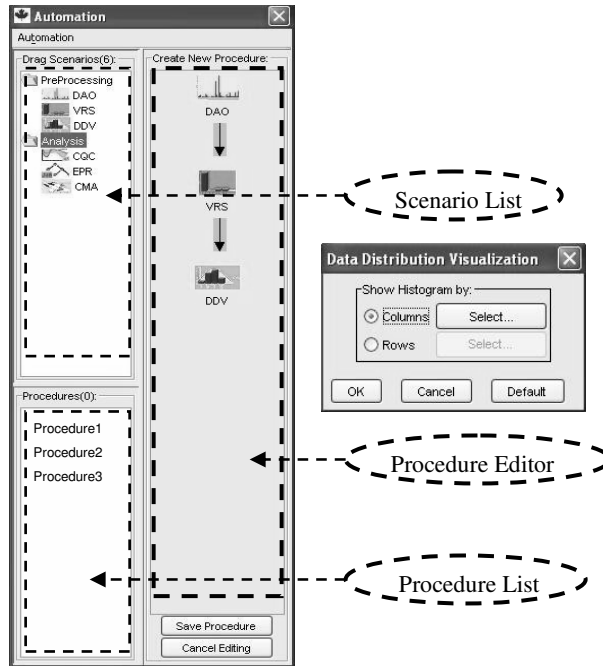 Automation
Automation
Drag Scenarios(6):
PreProcessing
DAO
VRS
DDV
Analysis
CQC
EPR
CMA
Create New Procedure:
DAO
VRS
DDV
Scenario List
Data Distribution Visualization
Show Histogram by:
Columns Select...
Rows Select...
OK Cancel Default
Procedures(0):
Procedure1
Procedure2
Procedure3
Procedure Editor
Procedure List
Save Procedure
Cancel Editing